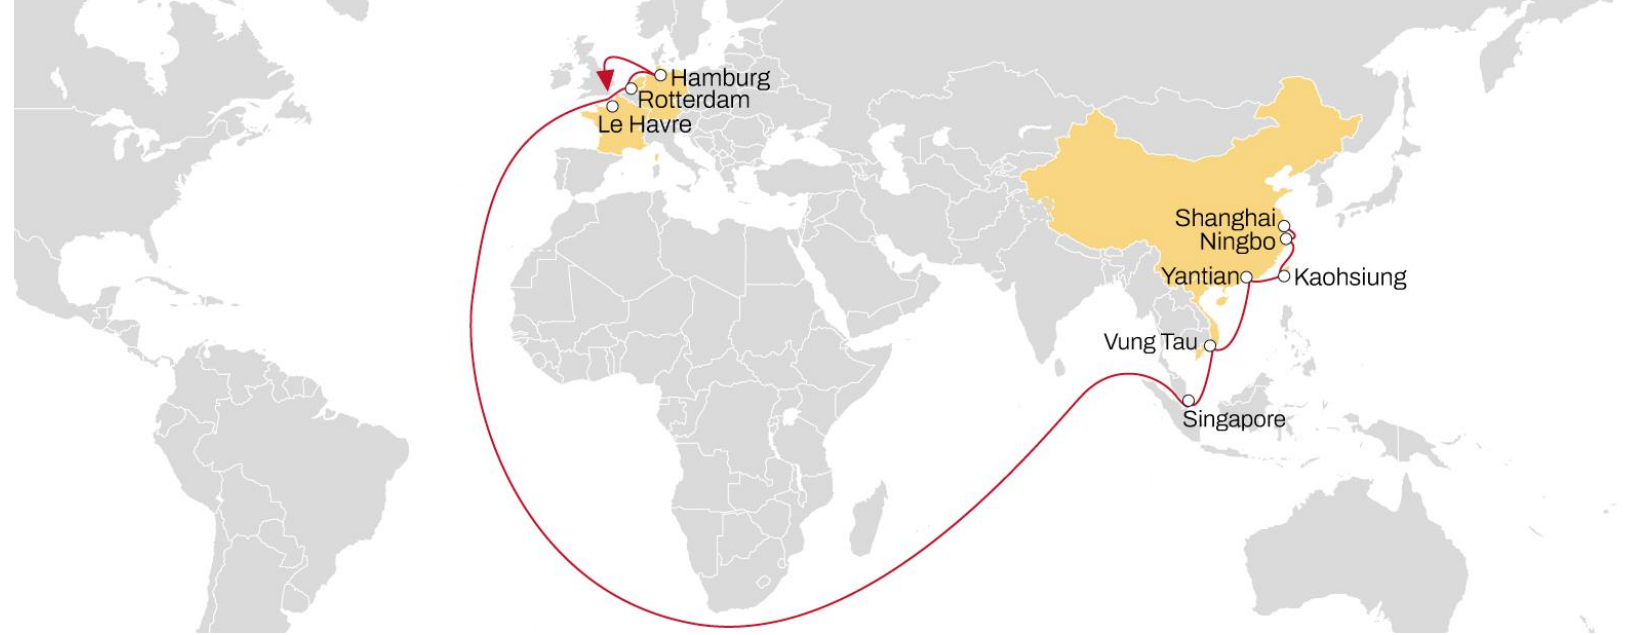 Hamburg
Rotterdam
Le Havre
Shanghai
Ningbo
Yantian
Kaohsiung
Vung Tau
Singapore